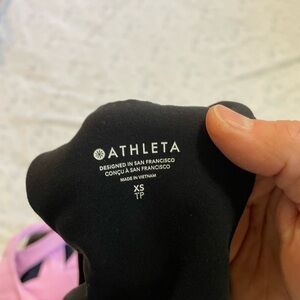 ATHLETA
DESIGNED IN SAN FRANCISCO
CONÇU À SAN FRANCISCO
MADE IN VIETNAM
XS
TP